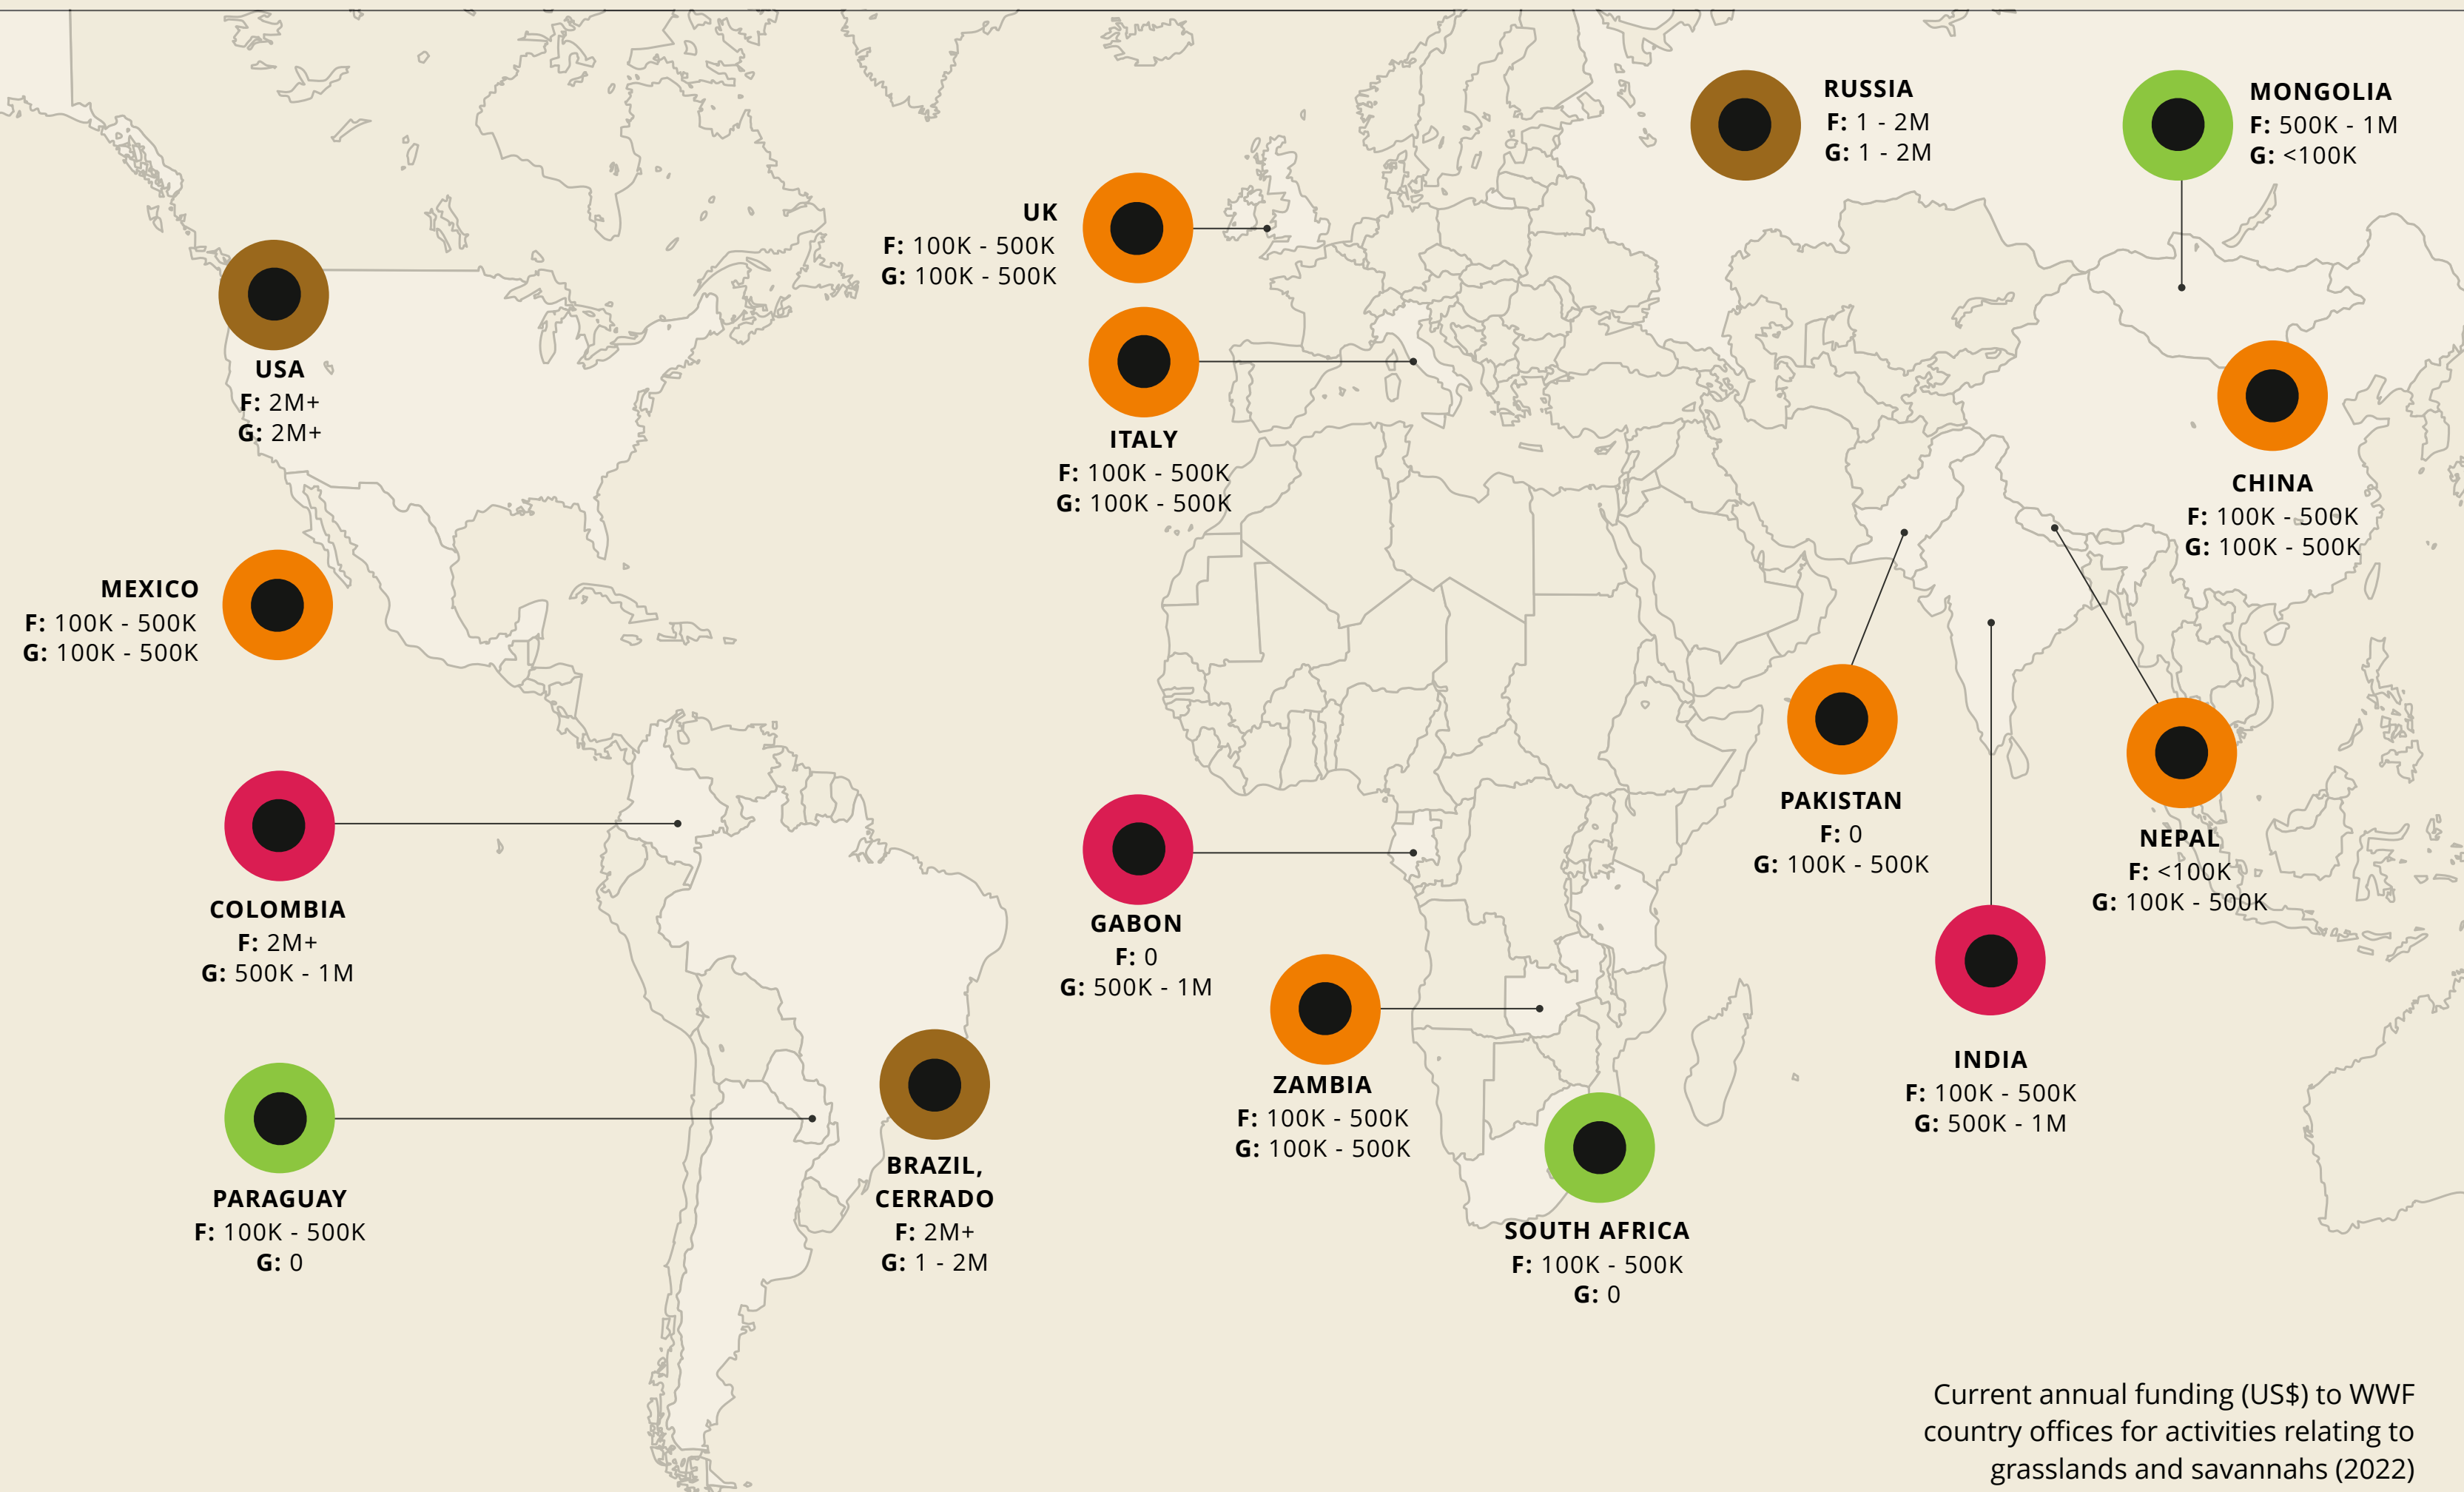 RUSSIA
F: 1 - 2M
G: 1 - 2M
MONGOLIA
F: 500K - 1M
G: <100K
UK
F: 100K - 500K
G: 100K - 500K
USA
F: 2M+
G: 2M+
ITALY
F: 100K - 500K
G: 100K - 500K
CHINA
F: 100K - 500K
G: 100K - 500K
MEXICO
F: 100K - 500K
G: 100K - 500K
PAKISTAN
F: 0
G: 100K - 500K
NEPAL
F: <100K
G: 100K - 500K
COLOMBIA
F: 2M+
G: 500K - 1M
GABON
F: 0
G: 500K - 1M
INDIA
F: 100K - 500K
G: 500K - 1M
ZAMBIA
F: 100K - 500K
G: 100K - 500K
BRAZIL,
CERRADO
F: 2M+
G: 1 - 2M
PARAGUAY
F: 100K - 500K
G: 0
SOUTH AFRICA
F: 100K - 500K
G: 0
Current annual funding (US$) to WWF
country offices for activities relating to
grasslands and savannahs (2022)